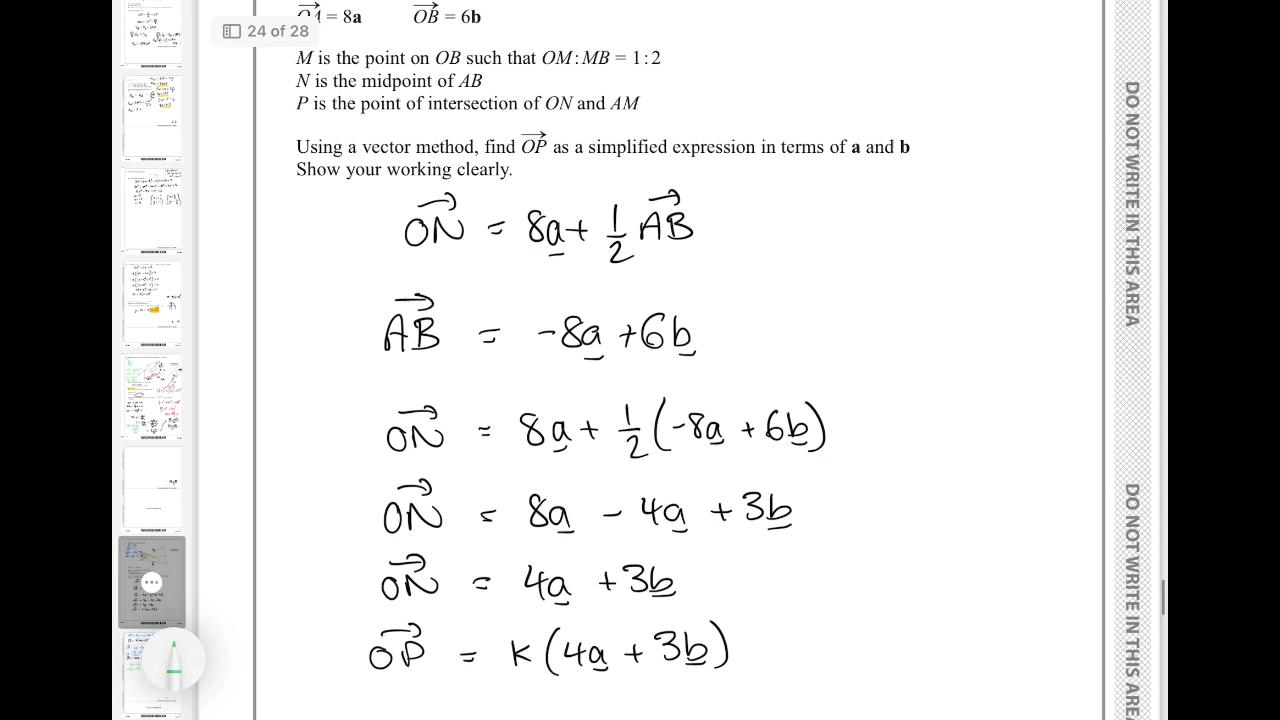 OA = 8a OB = 6b
24 of 28
M is the point on OB such that OM : MB = 1 : 2
N is the midpoint of AB
P is the point of intersection of ON and AM
Using a vector method, find OP as a simplified expression in terms of a and b
Show your working clearly.
ON = 8a + 1/2 AB
AB = -8a + 6b
ON = 8a + 1/2 (-8a + 6b)
ON = 8a - 4a + 3b
ON = 4a + 3b
OP = k (4a + 3b)
DO NOT WRITE IN THIS AREA
DO NOT WRITE IN THIS ARE